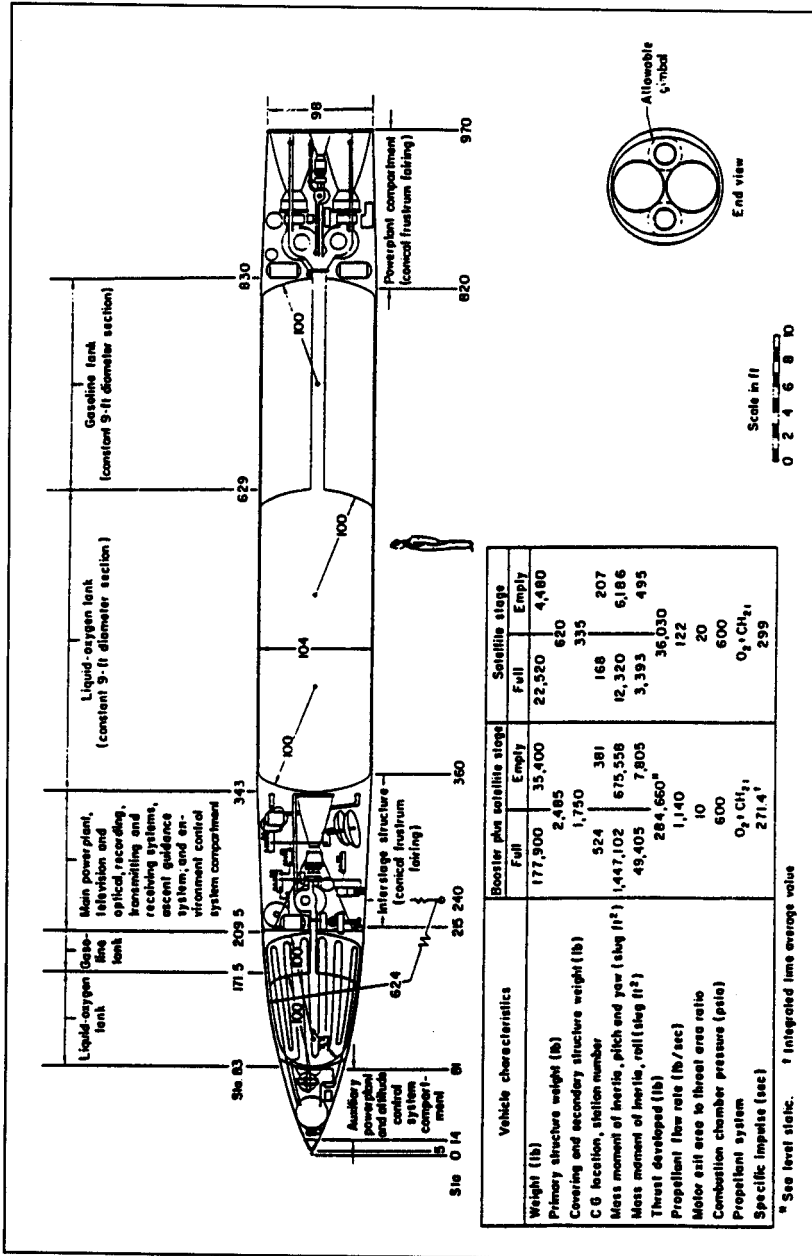 Liquid-oxygen
tank
Gaso-
line
tank
Main powerplant,
television and
optical, recording,
transmitting and
receiving systems,
ascent guidance
system; and en-
vironment control
system compartment
Liquid-oxygen tank
(constant 9-ft diameter section)
Gasoline tank
(constant 9-ft diameter section)
Sta. 83
171.5
209.5
343
629
830
100
100
624
100
104
100
100
98
Sta 0 14
15
81
215 240
360
820
970
Auxiliary
powerplant
and attitude
control
system compart-
ment
Interstage structure
(conical frustrum
fairing)
Powerplant compartment
(conical frustrum fairing)
Vehicle characteristics
Booster plus satellite stage Satellite stage
Full Empty Full Empty
Weight (lb) 177,900 35,400 22,520 4,480
Primary structure weight (lb) 2,485 620
Covering and secondary structure weight (lb) 1,750 335
C G location, station number 524 381 168 207
Mass moment of inertia, pitch and yaw (slug ft²) 1,447,102 675,558 12,320 6,186
Mass moment of inertia, roll (slug ft²) 49,405 7,805 3,393 495
Thrust developed (lb) 284,660* 36,030
Propellant flow rate (lb/sec) 1,140 122
Motor exit area to throat area ratio 10 20
Combustion chamber pressure (psia) 600 600
Propellant system O₂ + CH₂.₁ O₂ + CH₂.₁
Specific impulse (sec) 271.4† 299
* Sea level static. † Integrated time average value
Scale in ft
0 2 4 6 8 10
Allowable
gimbal
End view